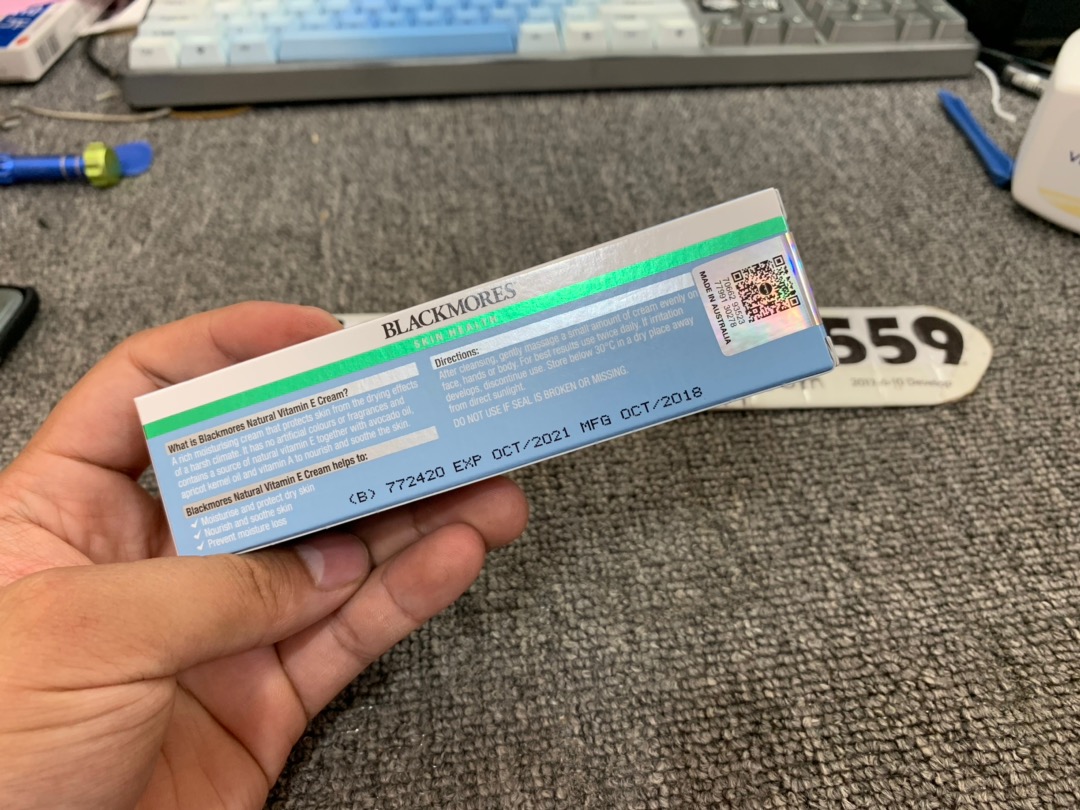 BLACKMORES
SKIN HEALTH
What is Blackmores Natural Vitamin E Cream?
A rich moisturising cream that protects skin from the drying effects
of a harsh climate. It has no artificial colours or fragrances and
contains a source of natural vitamin E together with avocado oil,
apricot kernel oil and vitamin A to nourish and soothe the skin.
Blackmores Natural Vitamin E Cream helps to:
✓ Moisturise and protect dry skin
✓ Nourish and soothe skin
✓ Prevent moisture loss
Directions:
After cleansing, gently massage a small amount of cream evenly on
face, hands or body. For best results use twice daily. If irritation
develops, discontinue use. Store below 30°C in a dry place away
from direct sunlight.
DO NOT USE IF SEAL IS BROKEN OR MISSING.
(B) 772420 EXP OCT/2021 MFG OCT/2018
70662 93523
77991 30278
MADE IN AUSTRALIA
559